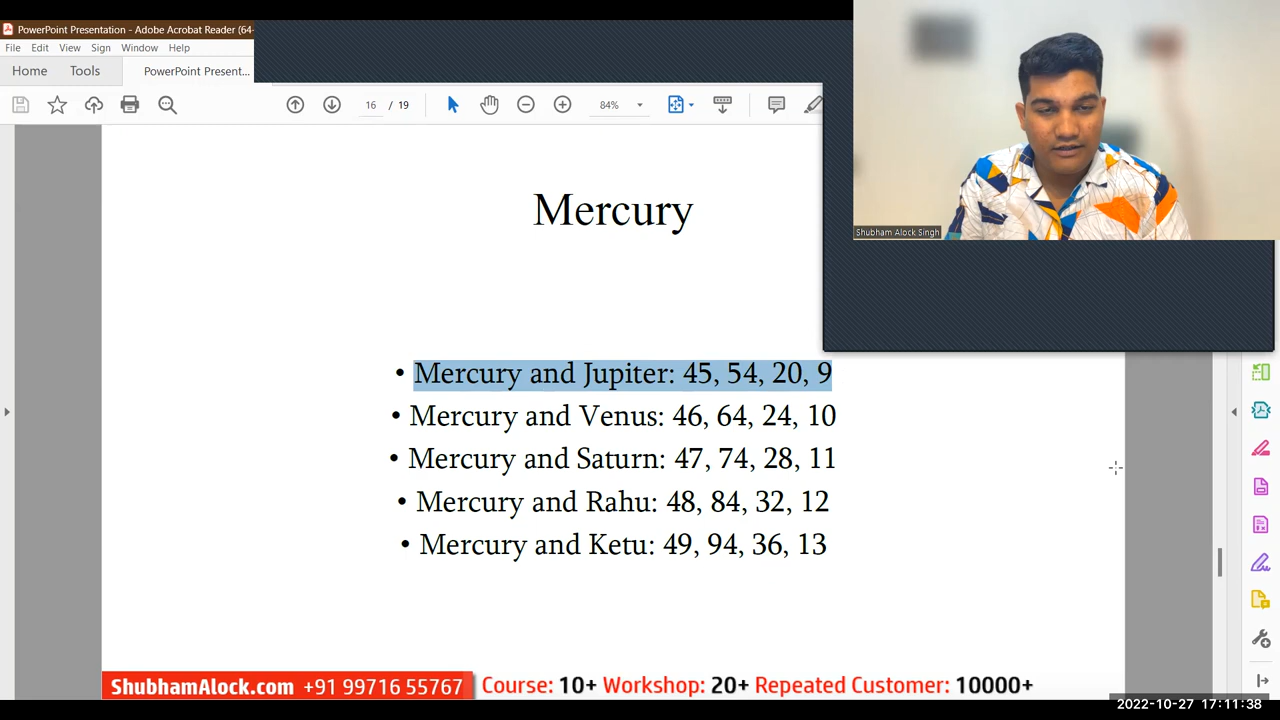 PowerPoint Presentation - Adobe Acrobat Reader (64-
File Edit View Sign Window Help
Home Tools PowerPoint Present...
16 / 19 84%
Shubham Alock Singh
Mercury
• Mercury and Jupiter: 45, 54, 20, 9
• Mercury and Venus: 46, 64, 24, 10
• Mercury and Saturn: 47, 74, 28, 11
• Mercury and Rahu: 48, 84, 32, 12
• Mercury and Ketu: 49, 94, 36, 13
ShubhamAlock.com +91 99716 55767 Course: 10+ Workshop: 20+ Repeated Customer: 10000+
2022-10-27 17:11:38